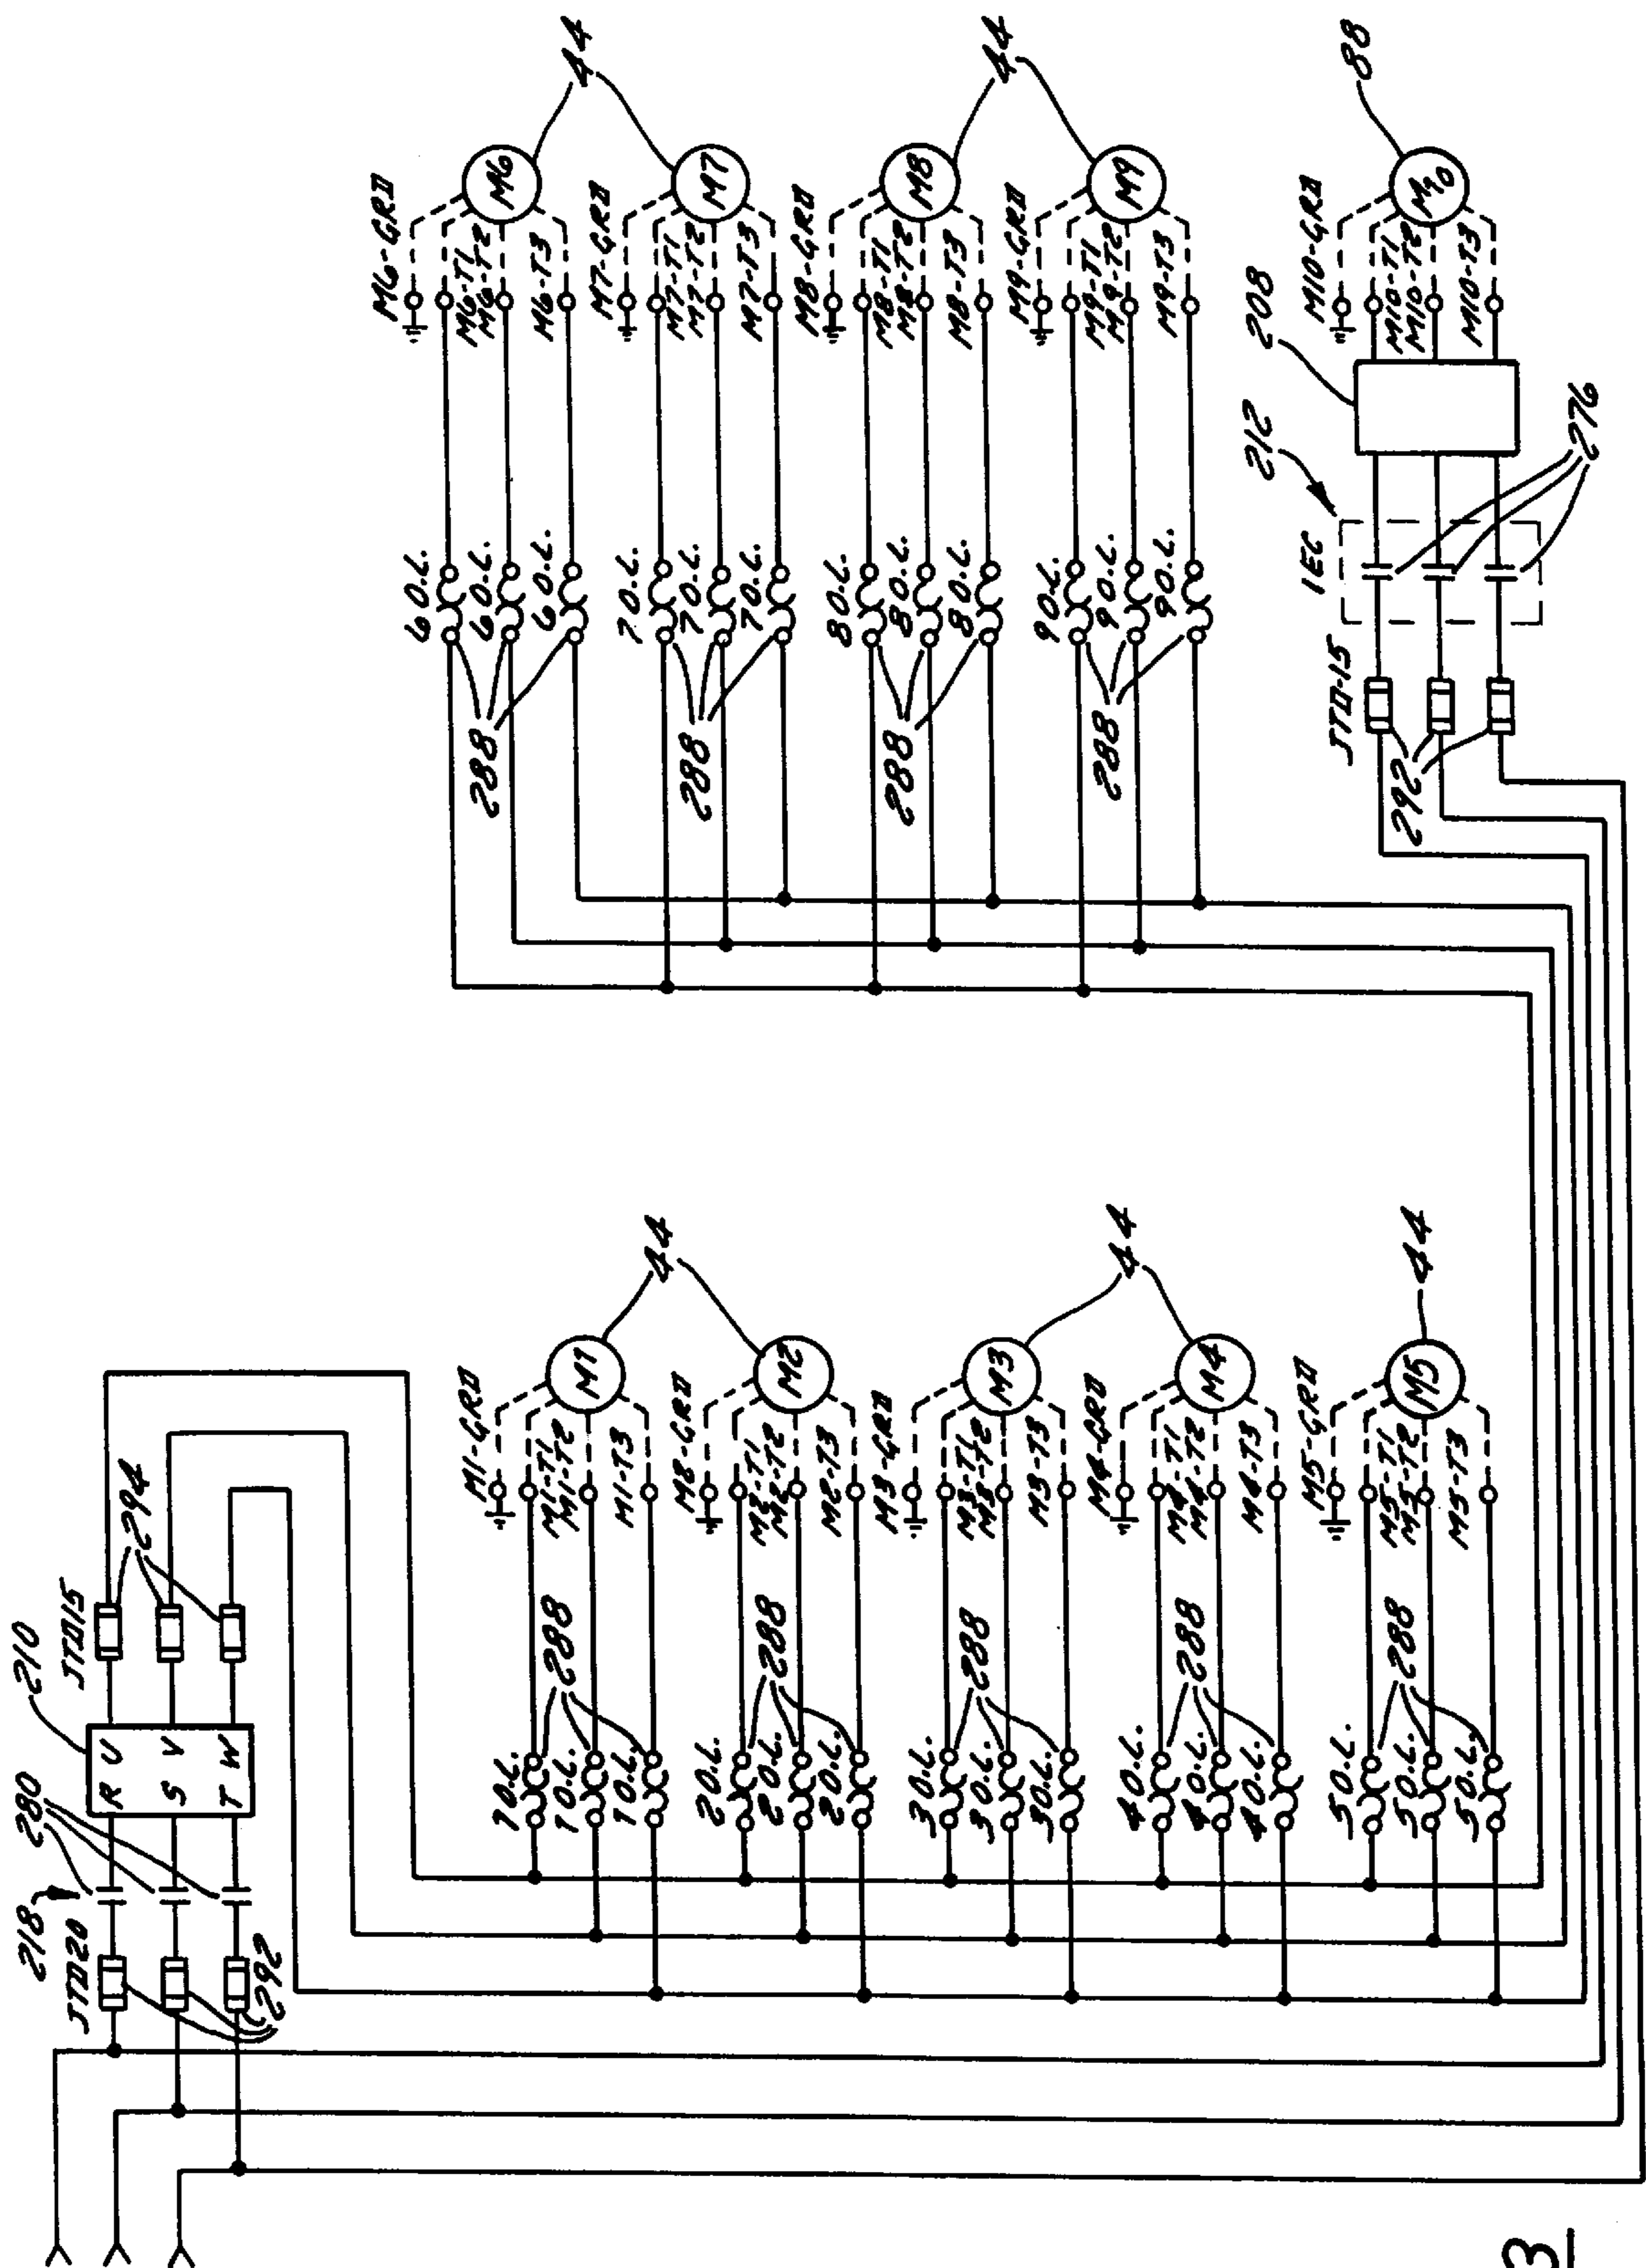 218
JTD20
280
210
R U
S V
T W
JTD15
294
292
1O.L.
1O.L.
1O.L.
288
M1-GRD
M1-T1
M1-T2
M1-T3
M1
44
2O.L.
2O.L.
2O.L.
288
M8-GRD
M2-T1
M2-T2
M2-T3
M2
3O.L.
3O.L.
3O.L.
288
M3-GRD
M3-T1
M3-T2
M3-T3
M3
44
4O.L.
4O.L.
4O.L.
288
M4-GRD
M4-T1
M4-T2
M4-T3
M4
5O.L.
5O.L.
5O.L.
288
M5-GRD
M5-T1
M5-T2
M5-T3
M5
44
6O.L.
6O.L.
6O.L.
288
M6-GRD
M6-T1
M6-T2
M6-T3
M6
44
7O.L.
7O.L.
7O.L.
288
M7-GRD
M7-T1
M7-T2
M7-T3
M7
8O.L.
8O.L.
8O.L.
288
M8-GRD
M8-T1
M8-T2
M8-T3
M8
44
9O.L.
9O.L.
9O.L.
288
M9-GRD
M9-T1
M9-T2
M9-T3
M9
JTD-15
292
1EC
212
276
208
M10-GRD
M10-T1
M10-T2
M10-T3
M10
88
3